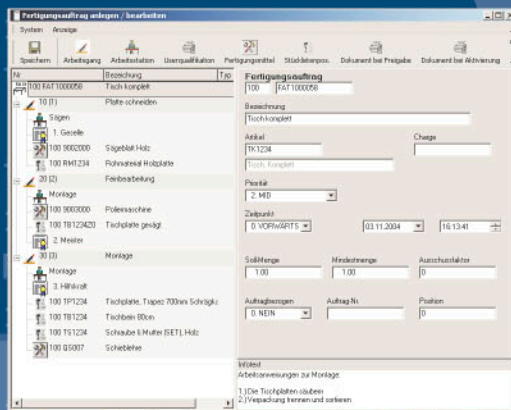 Fertigungsauftrag anlegen / bearbeiten
System Anzeige
Speichern Arbeitsgang Arbeitsstation Userqualifikation Fertigungsmittel Stücklistenpos. Dokument bei Freigabe Dokument bei Aktivierung
Nr Bezeichnung Typ
100 FAT1000058 Tisch komplett
10 (1) Platte schneiden
Sägen
1. Geselle
100 9002000 Sägeblatt Holz
100 RM1234 Rohmaterial Holzplatte
20 (2) Feinbearbeitung
Montage
100 9003000 Poliermaschine
100 TB1234Z0 Tischplatte gesägt
2. Meister
30 (3) Montage
Montage
3. Hilfskraft
100 TP1234 Tischplatte, Trapez 700mm Schrägka
100 TB1234 Tischbein 80cm
100 TS1234 Schraube & Mutter (SET), Holz
100 QS007 Schieblehre
Fertigungsauftrag
100 FAT1000058
Bezeichnung
Tisch komplett
Artikel Charge
TK1234
Tisch, Komplett
Priorität
2. MID
Zeitpunkt
0. VORWÄRTS 03.11.2004 16:13:41
Soll-Menge Mindestmenge Ausschussfaktor
1.00 1.00 0
Auftragbezogen Auftrag-Nr. Position
0. NEIN 0
Infotext
Arbeitsanweisungen zur Montage:
1.)Die Tischplatten säubern
2.)Verpackung trennen und sortieren